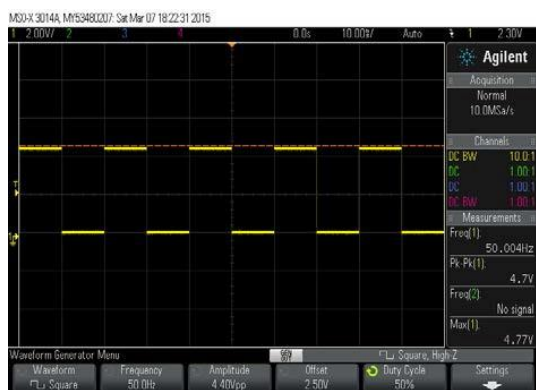 MSO-X 3014A, MY53480207: Sat Mar 07 18:22:31 2015
1 2.00V/ 2 3 4 0.0s 10.00%/ Auto 1 2.30V
Agilent
Acquisition
Normal
10.0MSa/s
Channels
DC BW 10.0:1
DC 1.00:1
DC 1.00:1
DC BW 1.00:1
Measurements
Freq(1):
50.004Hz
Pk-Pk(1):
4.7V
Freq(2):
No signal
Max(1):
4.77V
Waveform Generator Menu
Square, High-Z
Waveform Frequency Amplitude Offset Duty Cycle Settings
Square 50.0Hz 4.40Vpp 2.50V 50%